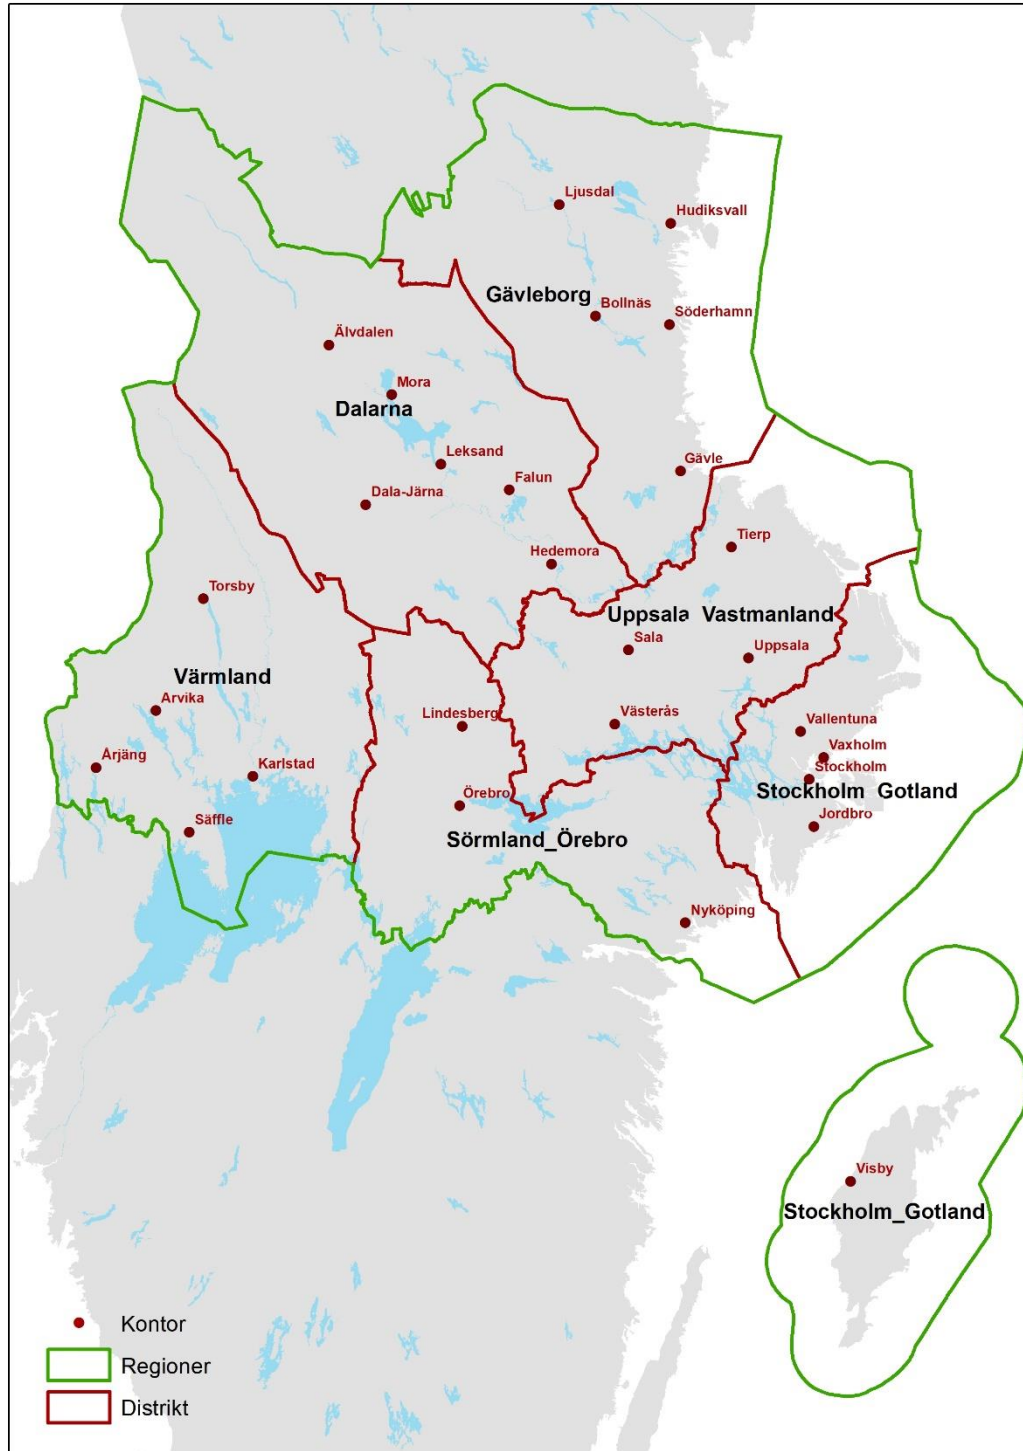 Ljusdal
Hudiksvall
Gävleborg
Bollnäs
Söderhamn
Älvdalen
Mora
Dalarna
Leksand
Gävle
Falun
Dala-Järna
Tierp
Hedemora
Torsby
Uppsala Vastmanland
Sala
Uppsala
Värmland
Arvika
Lindesberg
Västerås
Vallentuna
Vaxholm
Årjäng
Karlstad
Stockholm
Stockholm Gotland
Örebro
Säffle
Jordbro
Sörmland_Örebro
Nyköping
Visby
Stockholm_Gotland
Kontor
Regioner
Distrikt